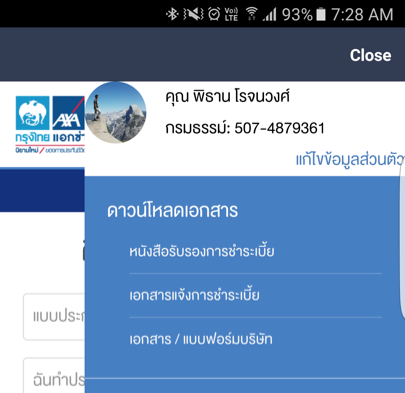 Vo)) LTE 93% 7:28 AM
Close
คุณ พิธาน โรจนวงศ์
กรมธรรม์: 507-4879361
แก้ไขข้อมูลส่วนตัว
AXA
กรุงไทย แอกซ่า
ดาวน์โหลดเอกสาร
หนังสือรับรองการชำระเบี้ย
เอกสารแจ้งการชำระเบี้ย
เอกสาร / แบบฟอร์มบริษัท
แบบประก
ฉันทำประ